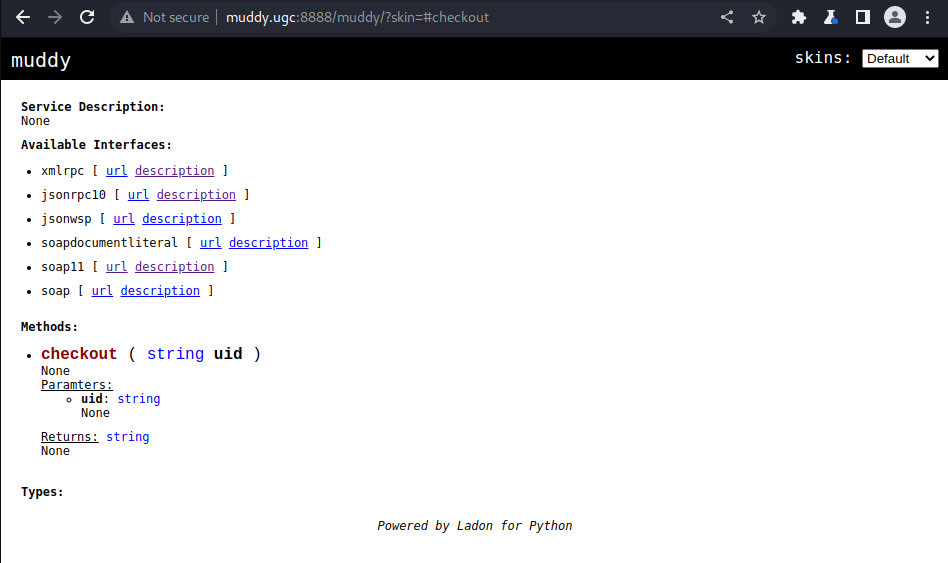 Not secure muddy.ugc:8888/muddy/?skin=#checkout
muddy skins: Default
Service Description:
None
Available Interfaces:
xmlrpc [ url description ]
jsonrpc10 [ url description ]
jsonwsp [ url description ]
soapdocumentliteral [ url description ]
soap11 [ url description ]
soap [ url description ]
Methods:
checkout ( string uid )
None
Paramters:
uid: string
None
Returns: string
None
Types:
Powered by Ladon for Python